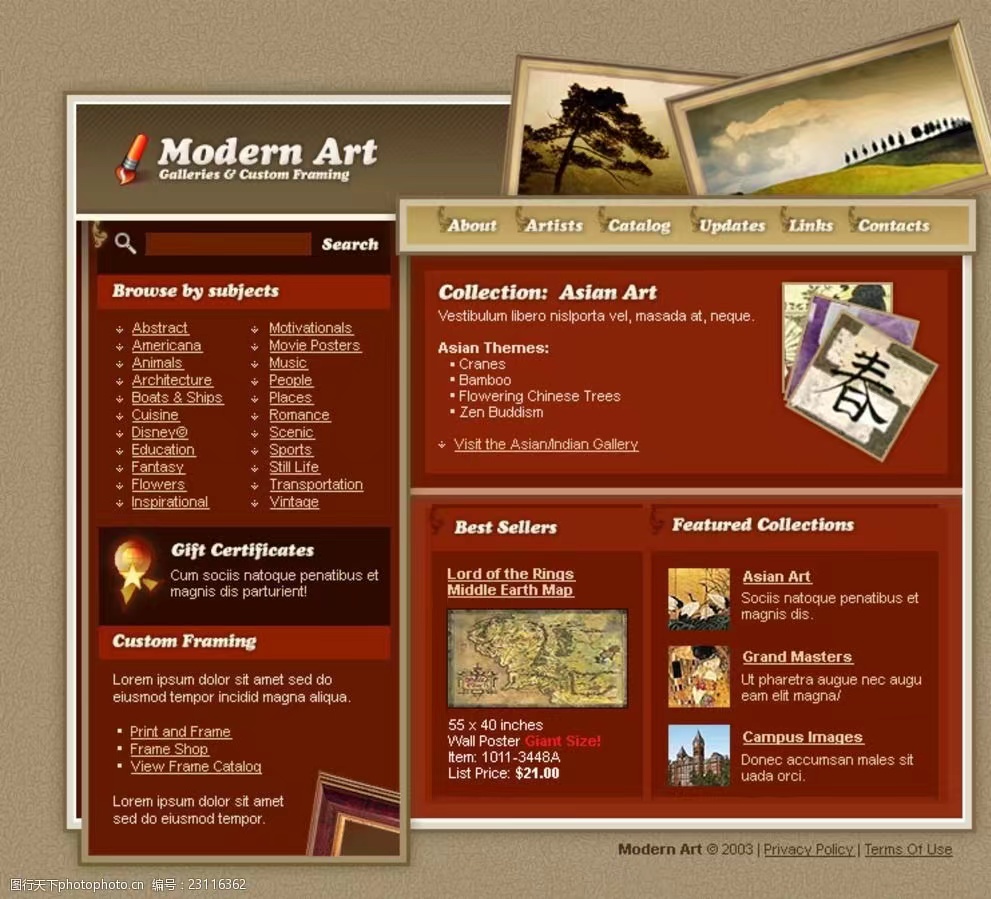 Modern Art
Galleries & Custom Framing
About Artists Catalog Updates Links Contacts
Search
Browse by subjects
Abstract
Americana
Animals
Architecture
Boats & Ships
Cuisine
Disney©
Education
Fantasy
Flowers
Inspirational
Motivationals
Movie Posters
Music
People
Places
Romance
Scenic
Sports
Still Life
Transportation
Vintage
Gift Certificates
Cum sociis natoque penatibus et
magnis dis parturient!
Custom Framing
Lorem ipsum dolor sit amet sed do
eiusmod tempor incidid magna aliqua.
Print and Frame
Frame Shop
View Frame Catalog
Lorem ipsum dolor sit amet
sed do eiusmod tempor.
Collection: Asian Art
Vestibulum libero nislporta vel, masada at, neque.
Asian Themes:
Cranes
Bamboo
Flowering Chinese Trees
Zen Buddism
Visit the Asian/Indian Gallery
春
Best Sellers
Lord of the Rings
Middle Earth Map
55 x 40 inches
Wall Poster Giant Size!
Item: 1011-3448A
List Price: $21.00
Featured Collections
Asian Art
Sociis natoque penatibus et
magnis dis.
Grand Masters
Ut pharetra augue nec augu
eam elit magna/
Campus Images
Donec accumsan males sit
uada orci.
Modern Art © 2003 | Privacy Policy | Terms Of Use
图行天下photophoto.cn 编号：23116362